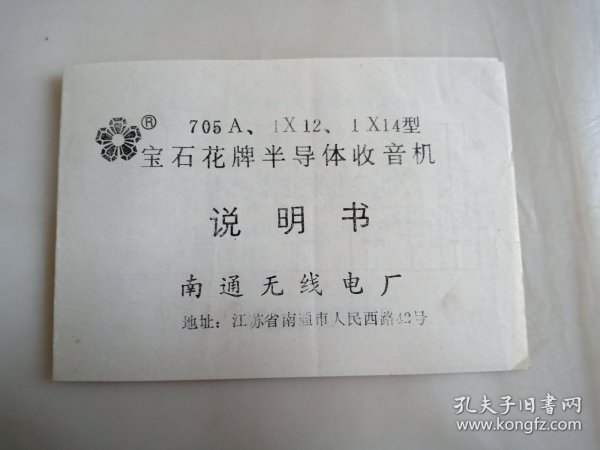 ®
705A、1X12、1X14型
宝石花牌半导体收音机
说明书
南通无线电厂
地址：江苏省南通市人民西路42号
孔夫子旧书网
www.kongfz.com